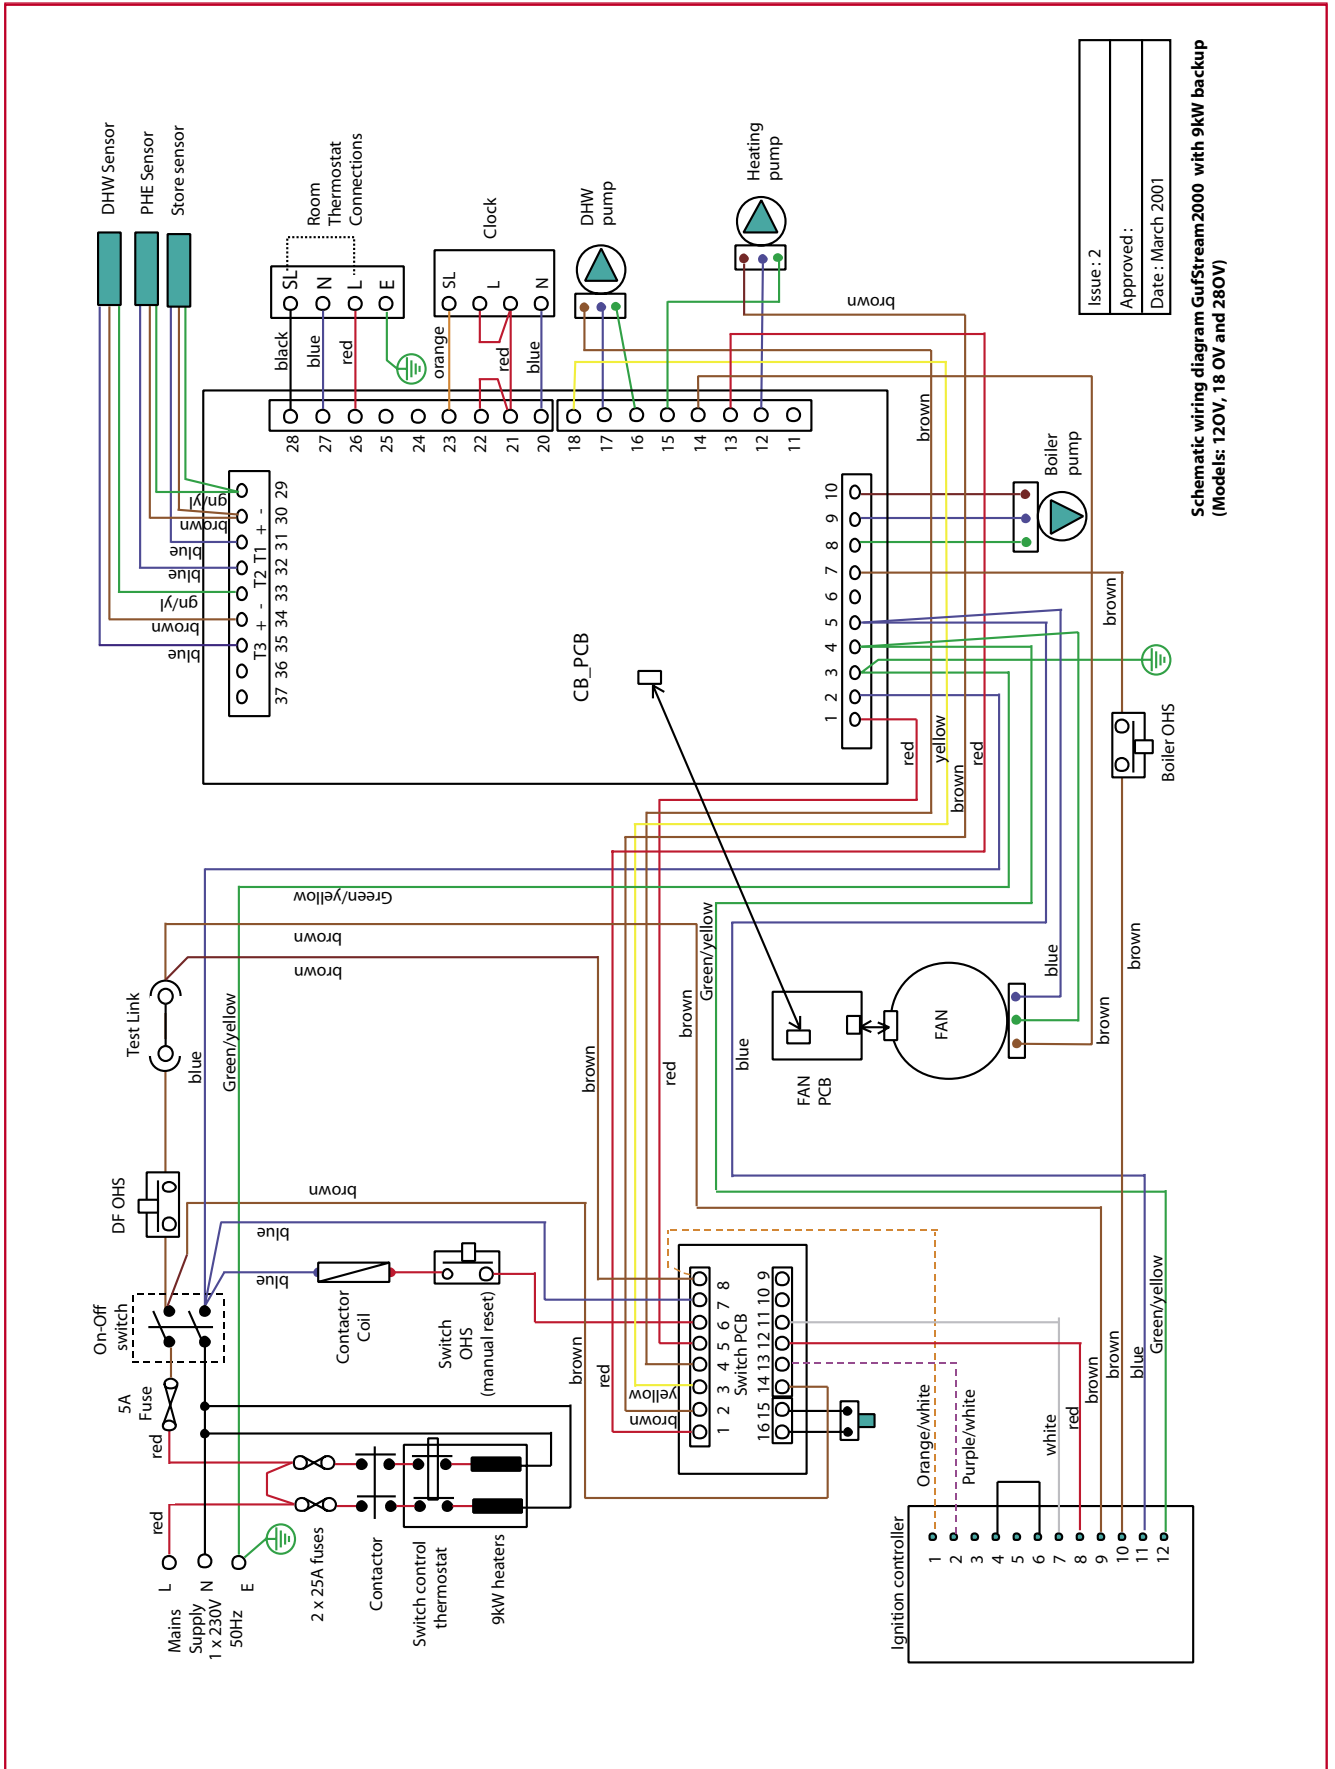 DHW Sensor
PHE Sensor
Store sensor
Room
Thermostat
Connections
SL
N
L
E
black
blue
red
Clock
SL
L
N
orange
red
blue
DHW
pump
Heating
pump
brown
Issue : 2
Approved :
Date : March 2001
Schematic wiring diagram GufStream2000 with 9kW backup
(Models: 12OV, 18 OV and 28OV)
28
27
26
25
24
23
22
21
20
18
17
16
15
14
13
12
11
brown
gn/yl
brown
blue
blue
gn/yl
brown
blue
T1 + -
T2
T3 + -
29
30
31
32
33
34
35
36
37
CB_PCB
10
9
8
7
6
5
4
3
2
1
Boiler
pump
brown
red
yellow
brown
red
Boiler OHS
Green/yellow
brown
brown
Test Link
blue
Green/yellow
brown
brown
red
Green/yellow
blue
FAN
PCB
FAN
blue
brown
brown
DF OHS
brown
blue
blue
On-Off
switch
Contactor
Coil
Switch
OHS
(manual reset)
5A
Fuse
red
red
brown
red
yellow
brown
8
7
6
5
4
3
2
1
Switch PCB
9
10
11
12
13
14
15
16
Orange/white
Purple/white
white
red
brown
brown
blue
Green/yellow
L
N
E
Mains
Supply
1 x 230V
50Hz
2 x 25A fuses
Contactor
Switch control
thermostat
9kW heaters
Ignition controller
1
2
3
4
5
6
7
8
9
10
11
12